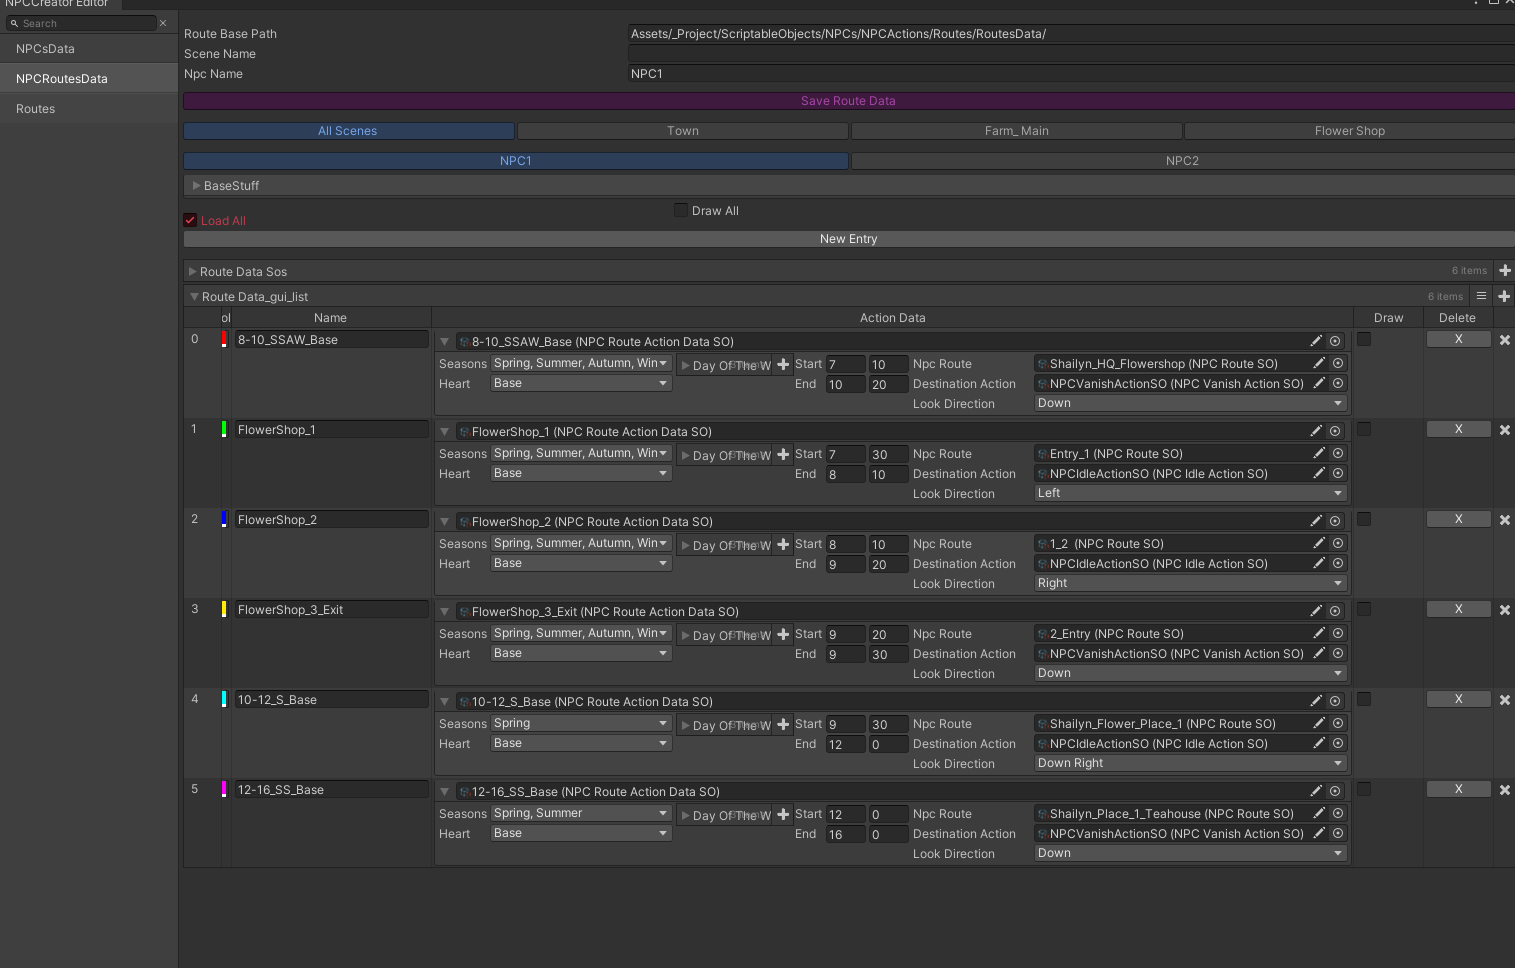 NPCCreator Editor
Search
NPCsData
NPCRoutesData
Routes
Route Base Path Assets/_Project/ScriptableObjects/NPCs/NPCActions/Routes/RoutesData/
Scene Name
Npc Name NPC1
Save Route Data
All Scenes Town Farm_ Main Flower Shop
NPC1 NPC2
BaseStuff
Draw All
Load All
New Entry
Route Data Sos 6 items
Route Data_gui_list 6 items
ol Name Action Data Draw Delete
0 8-10_SSAW_Base 8-10_SSAW_Base (NPC Route Action Data SO) X
Seasons Spring, Summer, Autumn, Win Day Of The W Start 7 10 Npc Route Shailyn_HQ_Flowershop (NPC Route SO)
Heart Base End 10 20 Destination Action NPCVanishActionSO (NPC Vanish Action SO)
Look Direction Down
1 FlowerShop_1 FlowerShop_1 (NPC Route Action Data SO) X
Seasons Spring, Summer, Autumn, Win Day Of The W Start 7 30 Npc Route Entry_1 (NPC Route SO)
Heart Base End 8 10 Destination Action NPCIdleActionSO (NPC Idle Action SO)
Look Direction Left
2 FlowerShop_2 FlowerShop_2 (NPC Route Action Data SO) X
Seasons Spring, Summer, Autumn, Win Day Of The W Start 8 10 Npc Route 1_2 (NPC Route SO)
Heart Base End 9 20 Destination Action NPCIdleActionSO (NPC Idle Action SO)
Look Direction Right
3 FlowerShop_3_Exit FlowerShop_3_Exit (NPC Route Action Data SO) X
Seasons Spring, Summer, Autumn, Win Day Of The W Start 9 20 Npc Route 2_Entry (NPC Route SO)
Heart Base End 9 30 Destination Action NPCVanishActionSO (NPC Vanish Action SO)
Look Direction Down
4 10-12_S_Base 10-12_S_Base (NPC Route Action Data SO) X
Seasons Spring Day Of The W Start 9 30 Npc Route Shailyn_Flower_Place_1 (NPC Route SO)
Heart Base End 12 0 Destination Action NPCIdleActionSO (NPC Idle Action SO)
Look Direction Down Right
5 12-16_SS_Base 12-16_SS_Base (NPC Route Action Data SO) X
Seasons Spring, Summer Day Of The W Start 12 0 Npc Route Shailyn_Place_1_Teahouse (NPC Route SO)
Heart Base End 16 0 Destination Action NPCVanishActionSO (NPC Vanish Action SO)
Look Direction Down